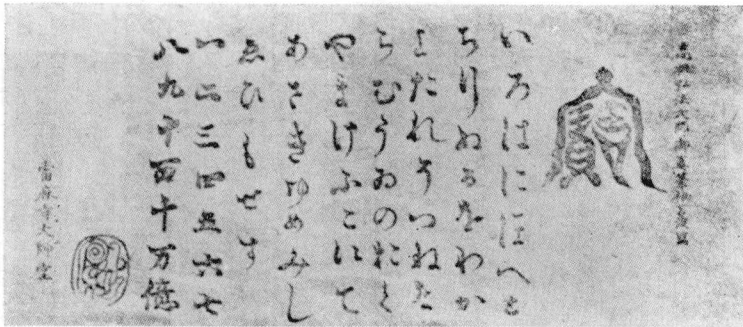 いろはにほへと
ちりぬるをわか
よたれそつねな
らむうゐのおく
やまけふこえて
あさきゆめみし
ゑひもせす
一二三四五六七
八九十百千万億